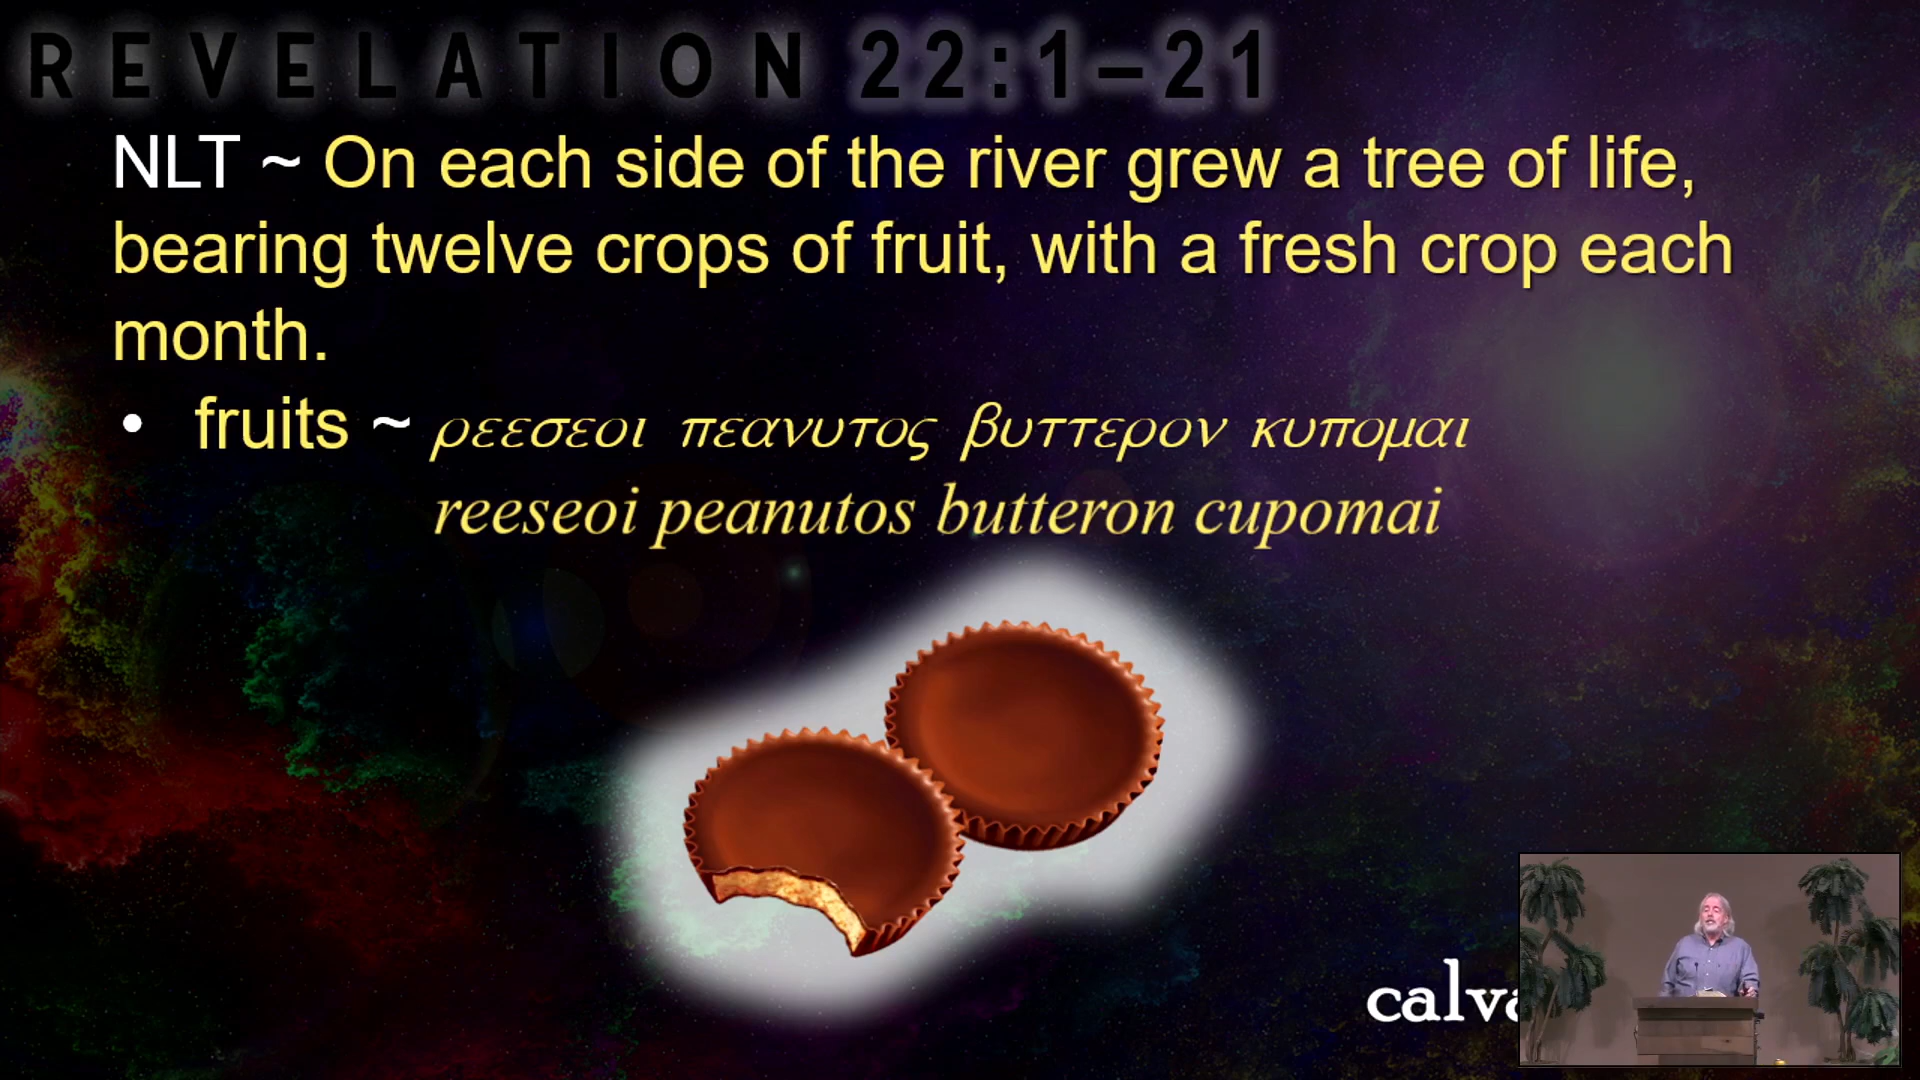 REVELATION 22:1–21
NLT ~ On each side of the river grew a tree of life,
bearing twelve crops of fruit, with a fresh crop each
month.
• fruits ~ ρεεσεοι πεανυτος βυττερον κυπομαι
reeseoi peanutos butteron cupomai
calva